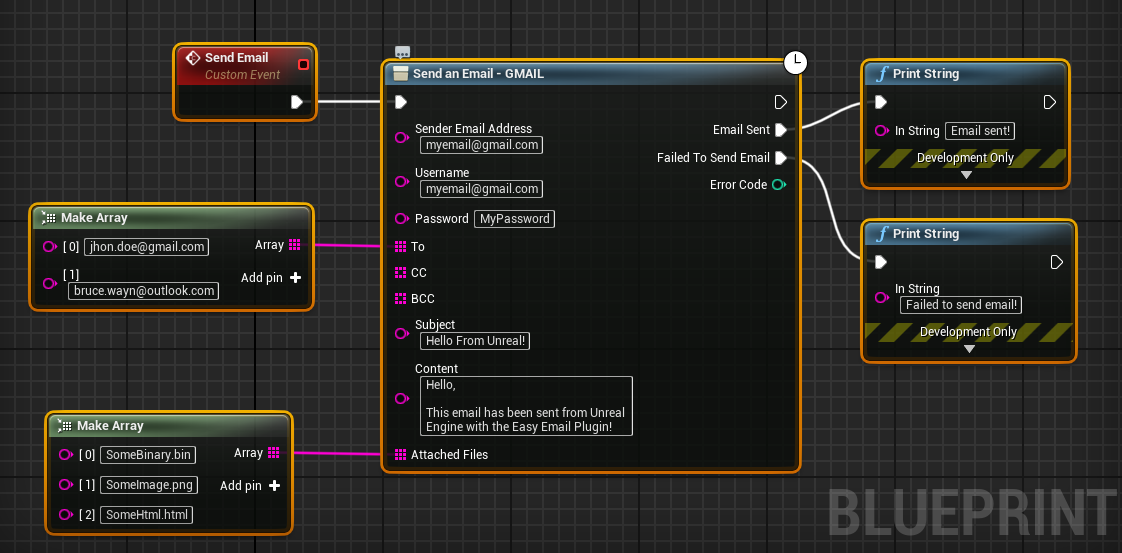 Send Email
Custom Event
Send an Email - GMAIL
Sender Email Address
myemail@gmail.com
Username
myemail@gmail.com
Password MyPassword
To
CC
BCC
Subject
Hello From Unreal!
Content
Hello,
This email has been sent from Unreal
Engine with the Easy Email Plugin!
Attached Files
Email Sent
Failed To Send Email
Error Code
Print String
In String Email sent!
Development Only
Print String
In String
Failed to send email!
Development Only
Make Array
[0] jhon.doe@gmail.com Array
[1]
bruce.wayn@outlook.com
Add pin
Make Array
[0] SomeBinary.bin Array
[1] SomeImage.png Add pin
[2] SomeHtml.html
BLUEPRINT